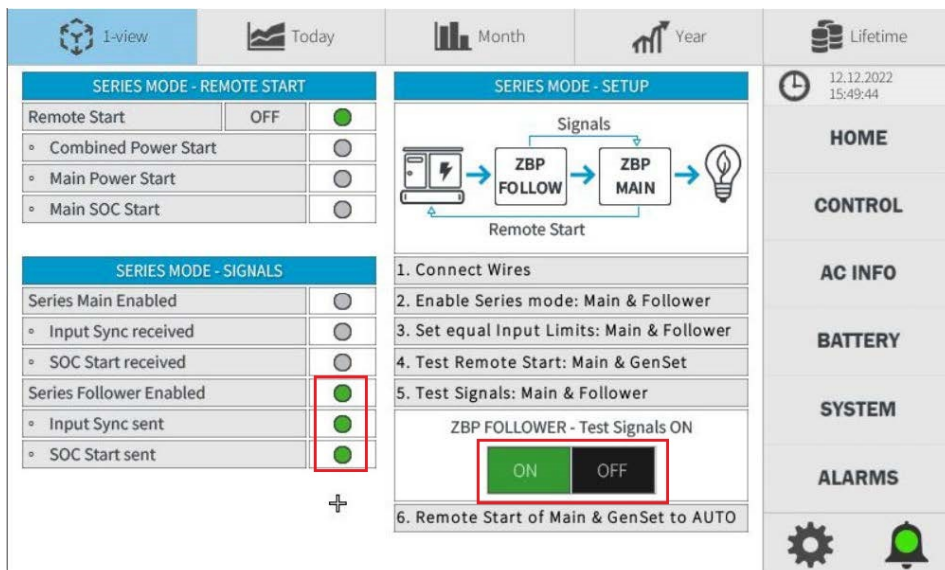 1-view
Today
Month
Year
Lifetime
SERIES MODE - REMOTE START
Remote Start OFF
Combined Power Start
Main Power Start
Main SOC Start
SERIES MODE - SIGNALS
Series Main Enabled
Input Sync received
SOC Start received
Series Follower Enabled
Input Sync sent
SOC Start sent
SERIES MODE - SETUP
Signals
ZBP
FOLLOW
ZBP
MAIN
Remote Start
1. Connect Wires
2. Enable Series mode: Main & Follower
3. Set equal Input Limits: Main & Follower
4. Test Remote Start: Main & GenSet
5. Test Signals: Main & Follower
ZBP FOLLOWER - Test Signals ON
ON OFF
6. Remote Start of Main & GenSet to AUTO
12.12.2022
15:49:44
HOME
CONTROL
AC INFO
BATTERY
SYSTEM
ALARMS